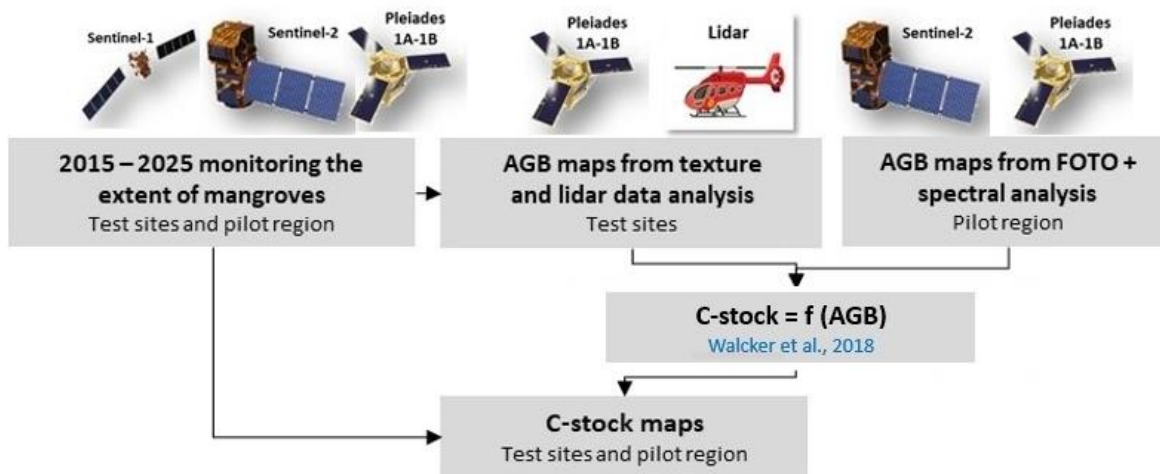 Sentinel-1
Sentinel-2
Pleiades
1A-1B
Pleiades
1A-1B
Lidar
Sentinel-2
Pleiades
1A-1B
2015 – 2025 monitoring the
extent of mangroves
Test sites and pilot region
AGB maps from texture
and lidar data analysis
Test sites
AGB maps from FOTO +
spectral analysis
Pilot region
C-stock = f (AGB)
Walcker et al., 2018
C-stock maps
Test sites and pilot region